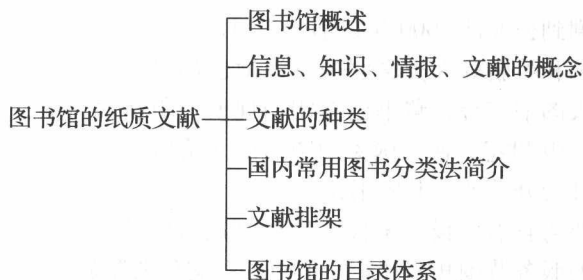 图书馆概述
信息、知识、情报、文献的概念
图书馆的纸质文献
文献的种类
国内常用图书分类法简介
文献排架
图书馆的目录体系